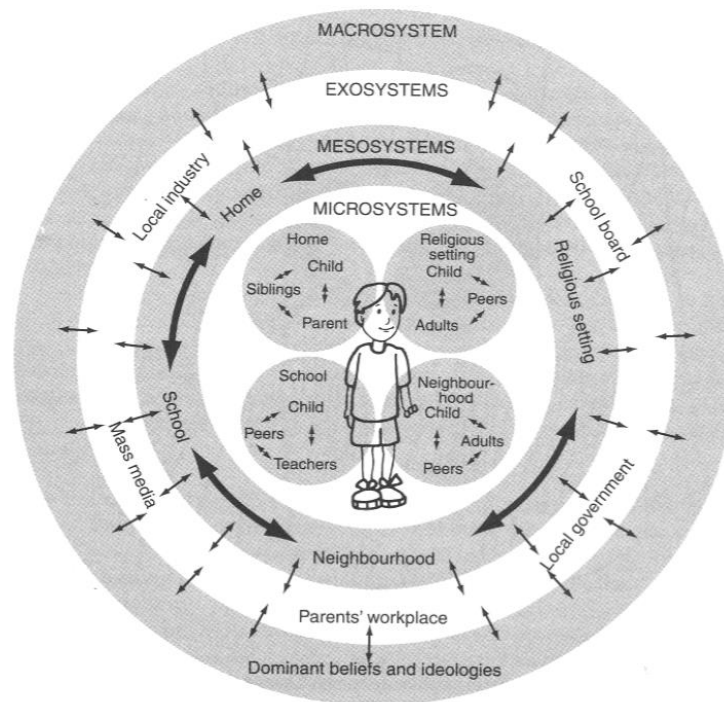 MACROSYSTEM
EXOSYSTEMS
MESOSYSTEMS
Local industry
Home
School board
Religious setting
MICROSYSTEMS
Home
Child
Siblings
Parent
Religious
setting
Child
Peers
Adults
School
Child
Peers
Teachers
Neighbour-
hood
Child
Adults
Peers
School
Mass media
Local government
Neighbourhood
Parents' workplace
Dominant beliefs and ideologies